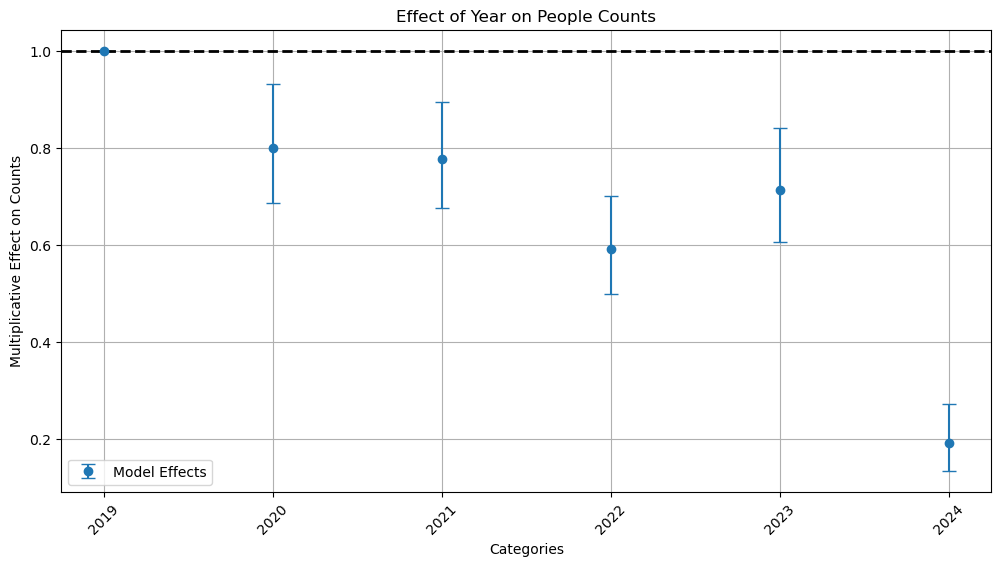 Effect of Year on People Counts
Multiplicative Effect on Counts
1.0
0.8
0.6
0.4
0.2
Model Effects
2019
2020
2021
2022
2023
2024
Categories